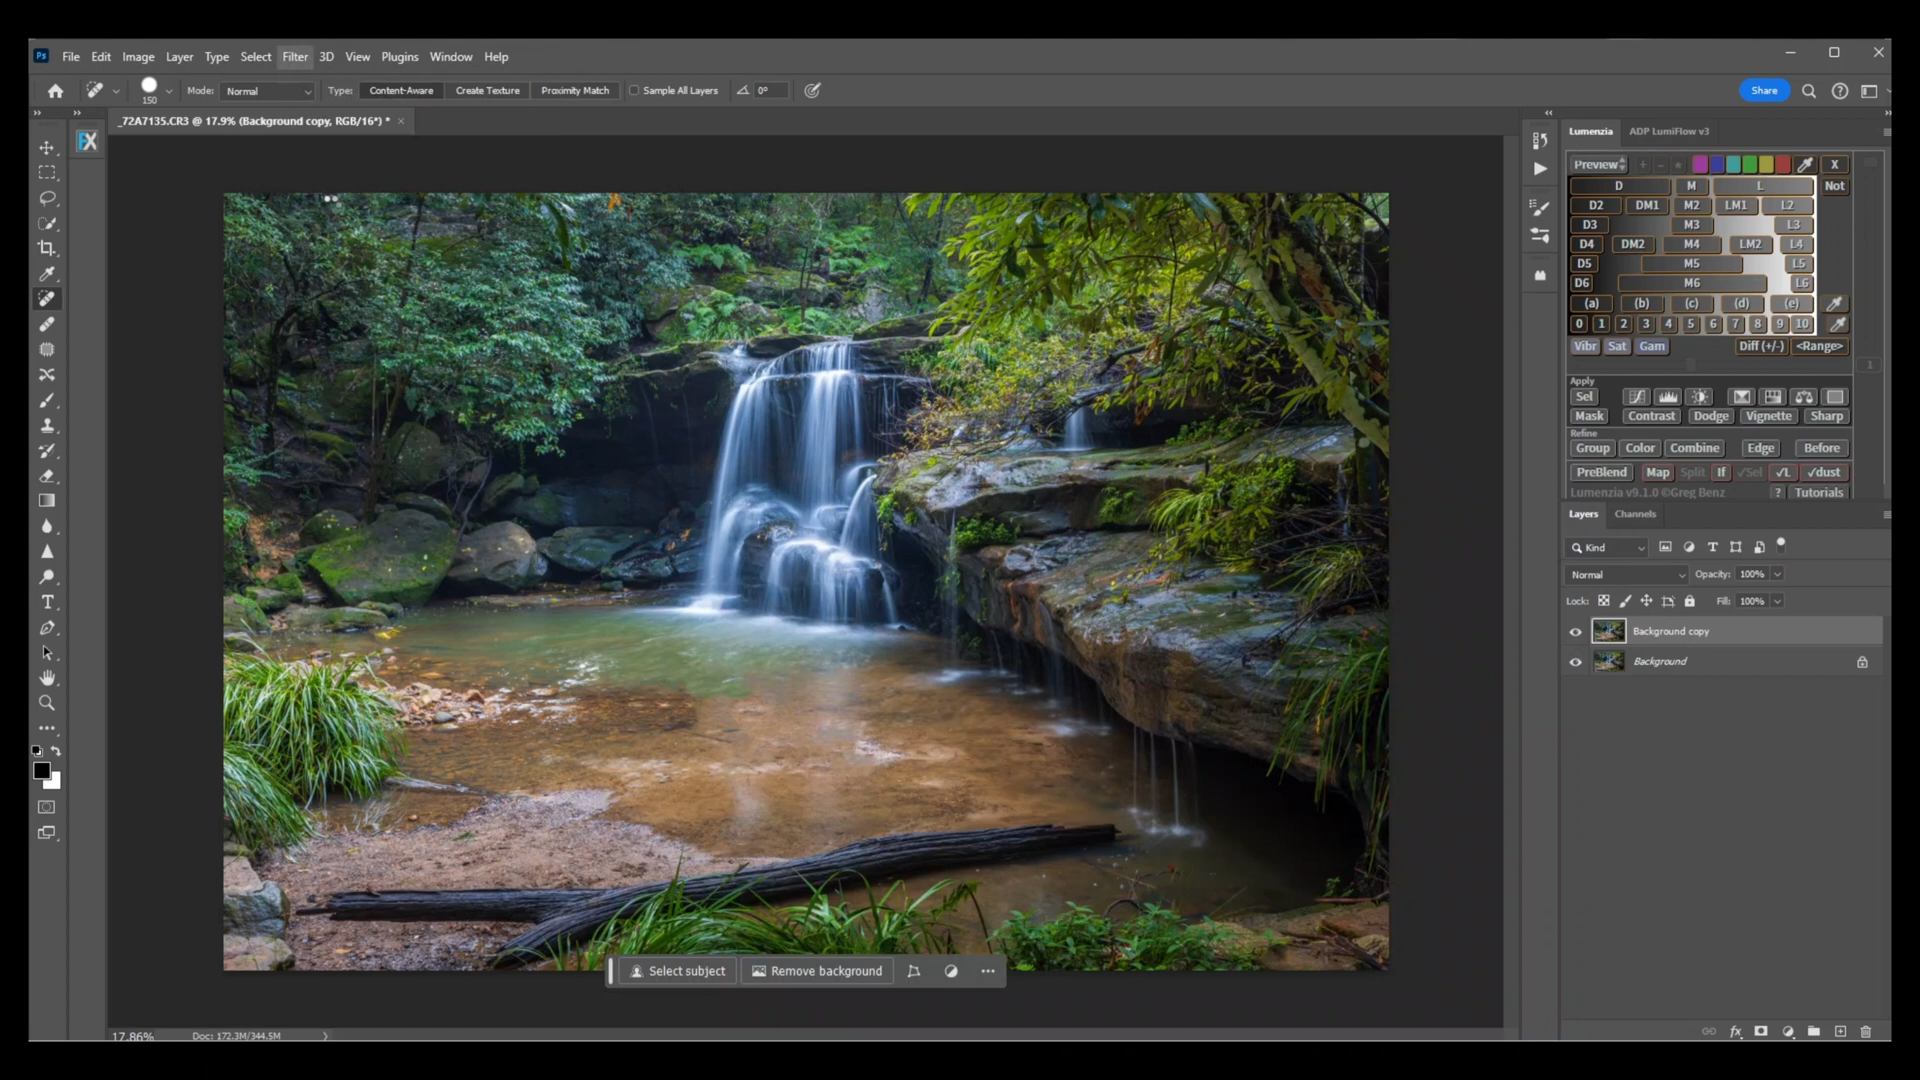 Ps File Edit Image Layer Type Select Filter 3D View Plugins Window Help
150 Mode: Normal Type: Content-Aware Create Texture Proximity Match Sample All Layers 0° Share
_72A7135.CR3 @ 17.9% (Background copy, RGB/16*) * ×
FX
Lumenzia ADP LumiFlow v3
Preview + − * X
D M L Not
D2 DM1 M2 LM1 L2
D3 M3 L3
D4 DM2 M4 LM2 L4
D5 M5 L5
D6 M6 L6
(a) (b) (c) (d) (e)
0 1 2 3 4 5 6 7 8 9 10
Vibr Sat Gam Diff (+/-) <Range>
1
Apply
Sel
Mask Contrast Dodge Vignette Sharp
Refine
Group Color Combine Edge Before
PreBlend Map Split If √Sel √L √dust
Lumenzia v9.1.0 ©Greg Benz ? Tutorials
Layers Channels
Kind
Normal Opacity: 100%
Lock: Fill: 100%
Background copy
Background
Select subject Remove background
17.86% Doc: 172.3M/344.5M
fx